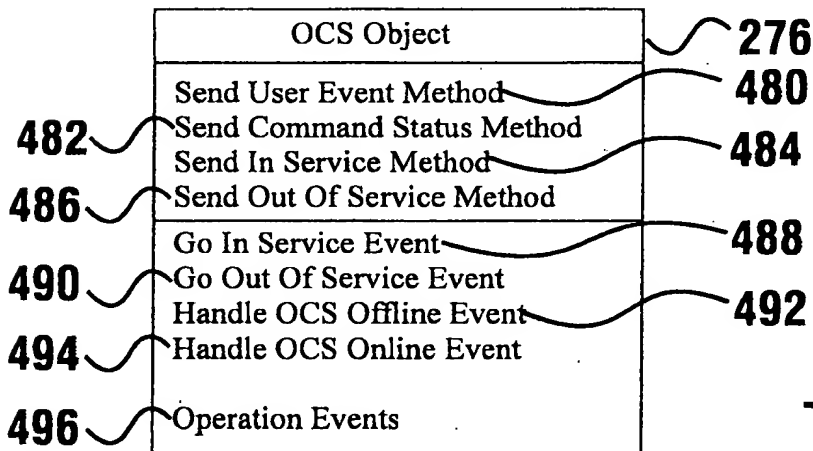 OCS Object 276
Send User Event Method 480
482 Send Command Status Method
Send In Service Method 484
486 Send Out Of Service Method
Go In Service Event 488
490 Go Out Of Service Event
Handle OCS Offline Event 492
494 Handle OCS Online Event
496 Operation Events